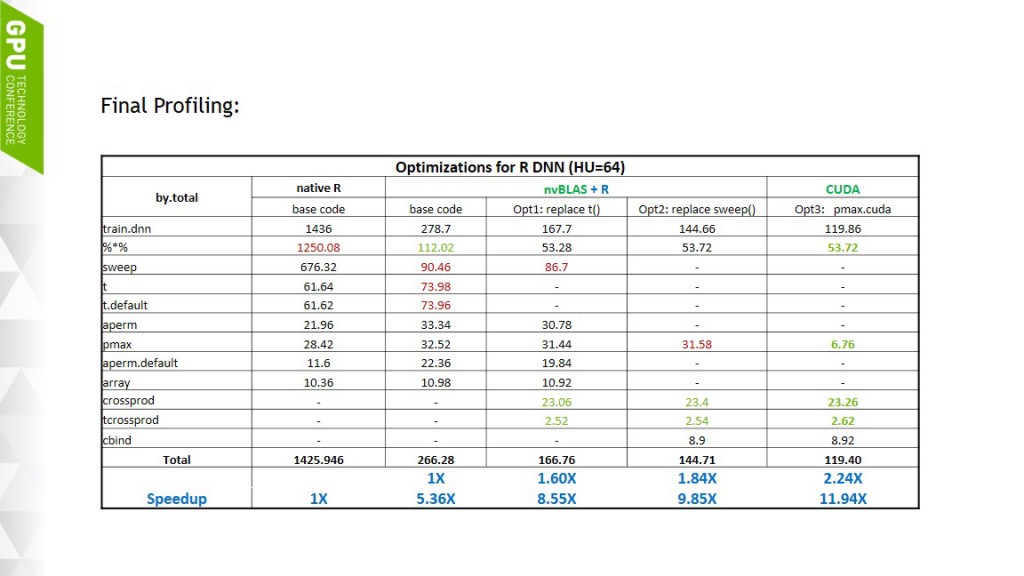 GPU TECHNOLOGY CONFERENCE
Final Profiling:
Optimizations for R DNN (HU=64)
by.total native R nvBLAS + R CUDA
base code base code Opt1: replace t() Opt2: replace sweep() Opt3: pmax.cuda
train.dnn 1436 278.7 167.7 144.66 119.86
%*% 1250.08 112.02 53.28 53.72 53.72
sweep 676.32 90.46 86.7 - -
t 61.64 73.98 - - -
t.default 61.62 73.96 - - -
aperm 21.96 33.34 30.78 - -
pmax 28.42 32.52 31.44 31.58 6.76
aperm.default 11.6 22.36 19.84 - -
array 10.36 10.98 10.92 - -
crossprod - - 23.06 23.4 23.26
tcrossprod - - 2.52 2.54 2.62
cbind - - - 8.9 8.92
Total 1425.946 266.28 166.76 144.71 119.40
1X 1.60X 1.84X 2.24X
Speedup 1X 5.36X 8.55X 9.85X 11.94X